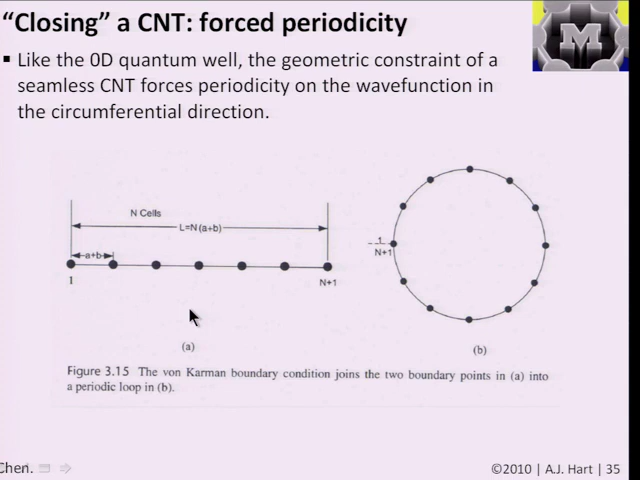 “Closing” a CNT: forced periodicity
Like the 0D quantum well, the geometric constraint of a
seamless CNT forces periodicity on the wavefunction in
the circumferential direction.
M
N Cells
L=N(a+b)
a+b
1
N+1
1
N+1
(a)
(b)
Figure 3.15 The von Karman boundary condition joins the two boundary points in (a) into
a periodic loop in (b).
Chen.
©2010 | A.J. Hart | 35